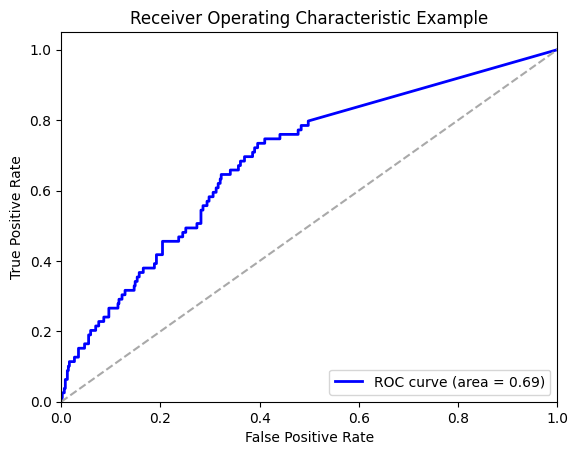 Receiver Operating Characteristic Example
1.0
0.8
0.6
0.4
0.2
0.0
True Positive Rate
ROC curve (area = 0.69)
0.0 0.2 0.4 0.6 0.8 1.0
False Positive Rate